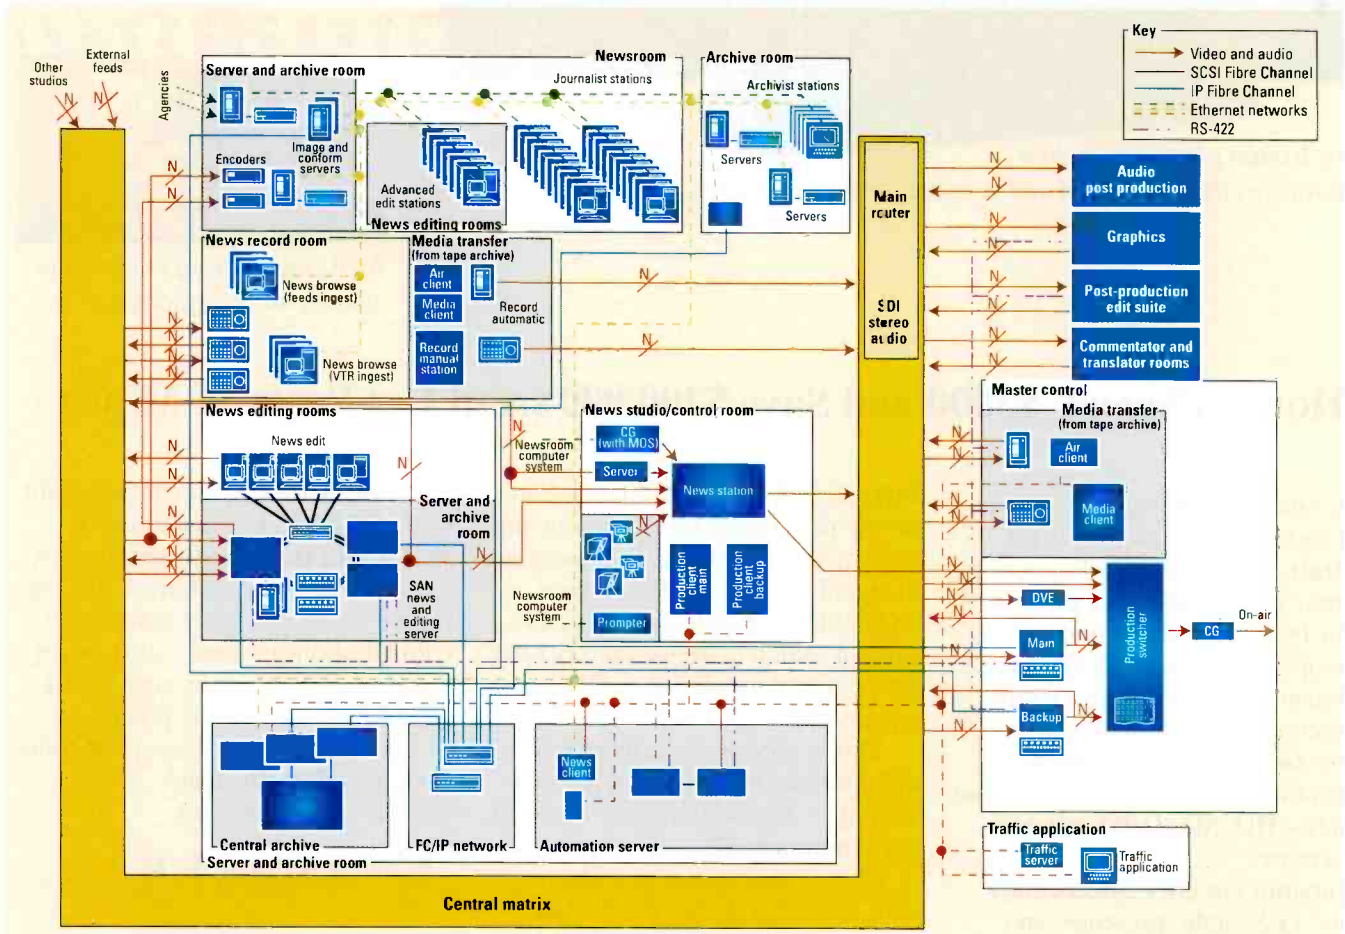 Other
studios
External
feeds
N
N
Agencies
Newsroom
Server and archive room
Journalist stations
Image and
conform
servers
Encoders
Advanced
edit stations
News editing rooms
Archive room
Archivist stations
Servers
Servers
Key
Video and audio
SCSI Fibre Channel
IP Fibre Channel
Ethernet networks
RS-422
N
N
News record room
News browse
(feeds ingest)
News browse
(VTR ingest)
N
N
N
N
Media transfer
(from tape archive)
Air
client
Media
client
Record
manual
station
Record
automatic
N
N
Main
router
SDI
stereo
audio
N
N
N
N
N
N
N
N
Audio
post production
Graphics
Post-production
edit suite
Commentator and
translator rooms
News editing rooms
News edit
N
N
N
N
N
N
N
Server and
archive
room
SAN
news
and
editing
server
N
N
News studio/control room
Newsroom
computer
system
CG
(with MOS)
Server
News station
N
Production
client
main
Production
client
backup
Newsroom
computer
system
Prompter
Master control
Media transfer
(from tape archive)
Air
client
Media
client
N
N
N
N
N
N
N
DVE
Main
N
N
N
Backup
N
N
N
Production
switcher
CG
On-air
Central archive
Server and archive room
FC/IP network
News
client
Automation server
Traffic application
Traffic
server
Traffic
application
Central matrix